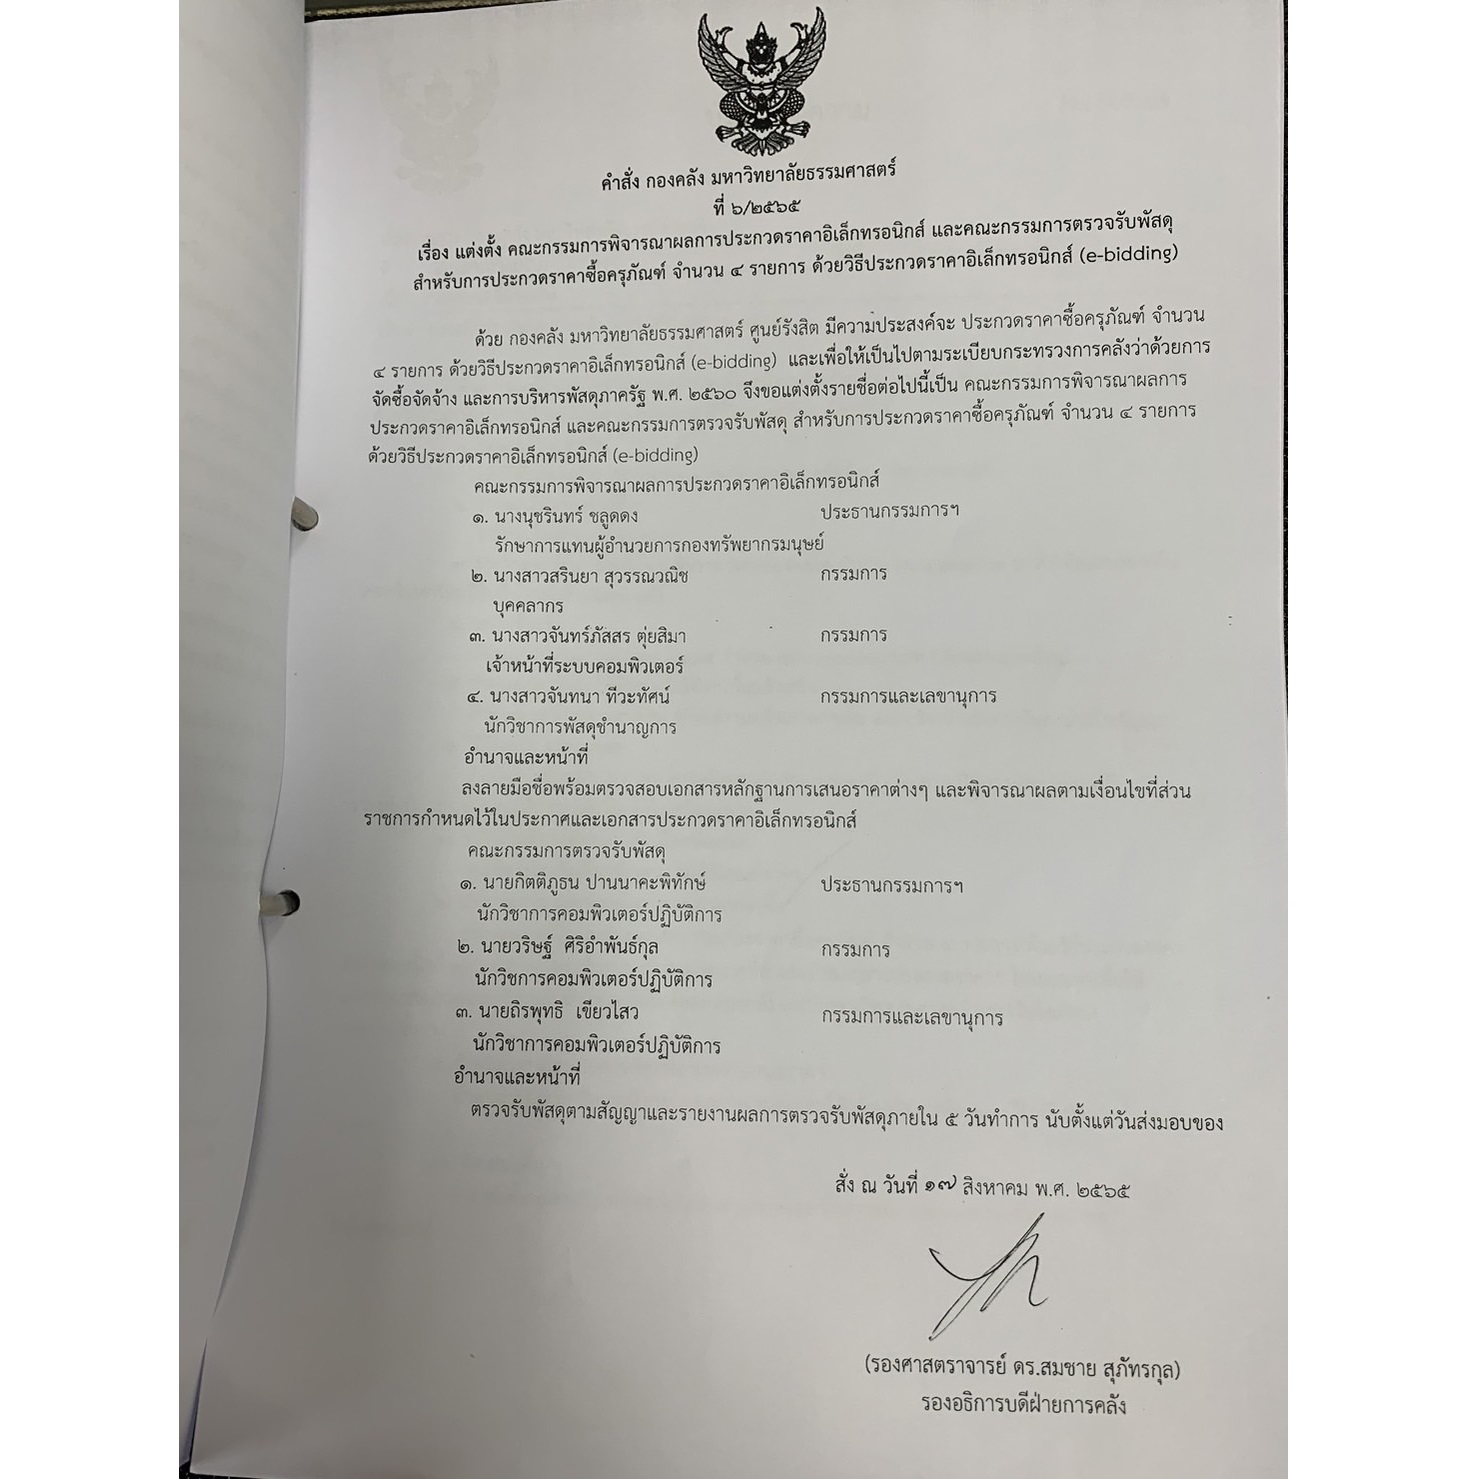 คำสั่ง กองคลัง มหาวิทยาลัยธรรมศาสตร์
ที่ ๖/๒๕๖๕
เรื่อง แต่งตั้ง คณะกรรมการพิจารณาผลการประกวดราคาอิเล็กทรอนิกส์ และคณะกรรมการตรวจรับพัสดุ
สำหรับการประกวดราคาซื้อครุภัณฑ์ จำนวน ๔ รายการ ด้วยวิธีประกวดราคาอิเล็กทรอนิกส์ (e-bidding)
ด้วย กองคลัง มหาวิทยาลัยธรรมศาสตร์ ศูนย์รังสิต มีความประสงค์จะ ประกวดราคาซื้อครุภัณฑ์ จำนวน
๔ รายการ ด้วยวิธีประกวดราคาอิเล็กทรอนิกส์ (e-bidding) และเพื่อให้เป็นไปตามระเบียบกระทรวงการคลังว่าด้วยการ
จัดซื้อจัดจ้าง และการบริหารพัสดุภาครัฐ พ.ศ. ๒๕๖๐ จึงขอแต่งตั้งรายชื่อต่อไปนี้เป็น คณะกรรมการพิจารณาผลการ
ประกวดราคาอิเล็กทรอนิกส์ และคณะกรรมการตรวจรับพัสดุ สำหรับการประกวดราคาซื้อครุภัณฑ์ จำนวน ๔ รายการ
ด้วยวิธีประกวดราคาอิเล็กทรอนิกส์ (e-bidding)
คณะกรรมการพิจารณาผลการประกวดราคาอิเล็กทรอนิกส์
๑. นางนุชรินทร์ ชลูดดง ประธานกรรมการฯ
รักษาการแทนผู้อำนวยการกองทรัพยากรมนุษย์
๒. นางสาวสรินยา สุวรรณวณิช กรรมการ
บุคคลากร
๓. นางสาวจันทร์ภัสสร ตุ่ยสิมา กรรมการ
เจ้าหน้าที่ระบบคอมพิวเตอร์
๔. นางสาวจันทนา ทีวะทัศน์ กรรมการและเลขานุการ
นักวิชาการพัสดุชำนาญการ
อำนาจและหน้าที่
ลงลายมือชื่อพร้อมตรวจสอบเอกสารหลักฐานการเสนอราคาต่างๆ และพิจารณาผลตามเงื่อนไขที่ส่วน
ราชการกำหนดไว้ในประกาศและเอกสารประกวดราคาอิเล็กทรอนิกส์
คณะกรรมการตรวจรับพัสดุ
๑. นายกิตติภูธน ปานนาคะพิทักษ์ ประธานกรรมการฯ
นักวิชาการคอมพิวเตอร์ปฏิบัติการ
๒. นายวริษฐ์ ศิริอำพันธ์กุล กรรมการ
นักวิชการคอมพิวเตอร์ปฏิบัติการ
๓. นายถิรพุทธิ เขียวไสว กรรมการและเลขานุการ
นักวิชาการคอมพิวเตอร์ปฏิบัติการ
อำนาจและหน้าที่
ตรวจรับพัสดุตามสัญญาและรายงานผลการตรวจรับพัสดุภายใน ๕ วันทำการ นับตั้งแต่วันส่งมอบของ
สั่ง ณ วันที่ ๑๗ สิงหาคม พ.ศ. ๒๕๖๕
(รองศาสตราจารย์ ดร.สมชาย สุภัทรกุล)
รองอธิการบดีฝ่ายการคลัง